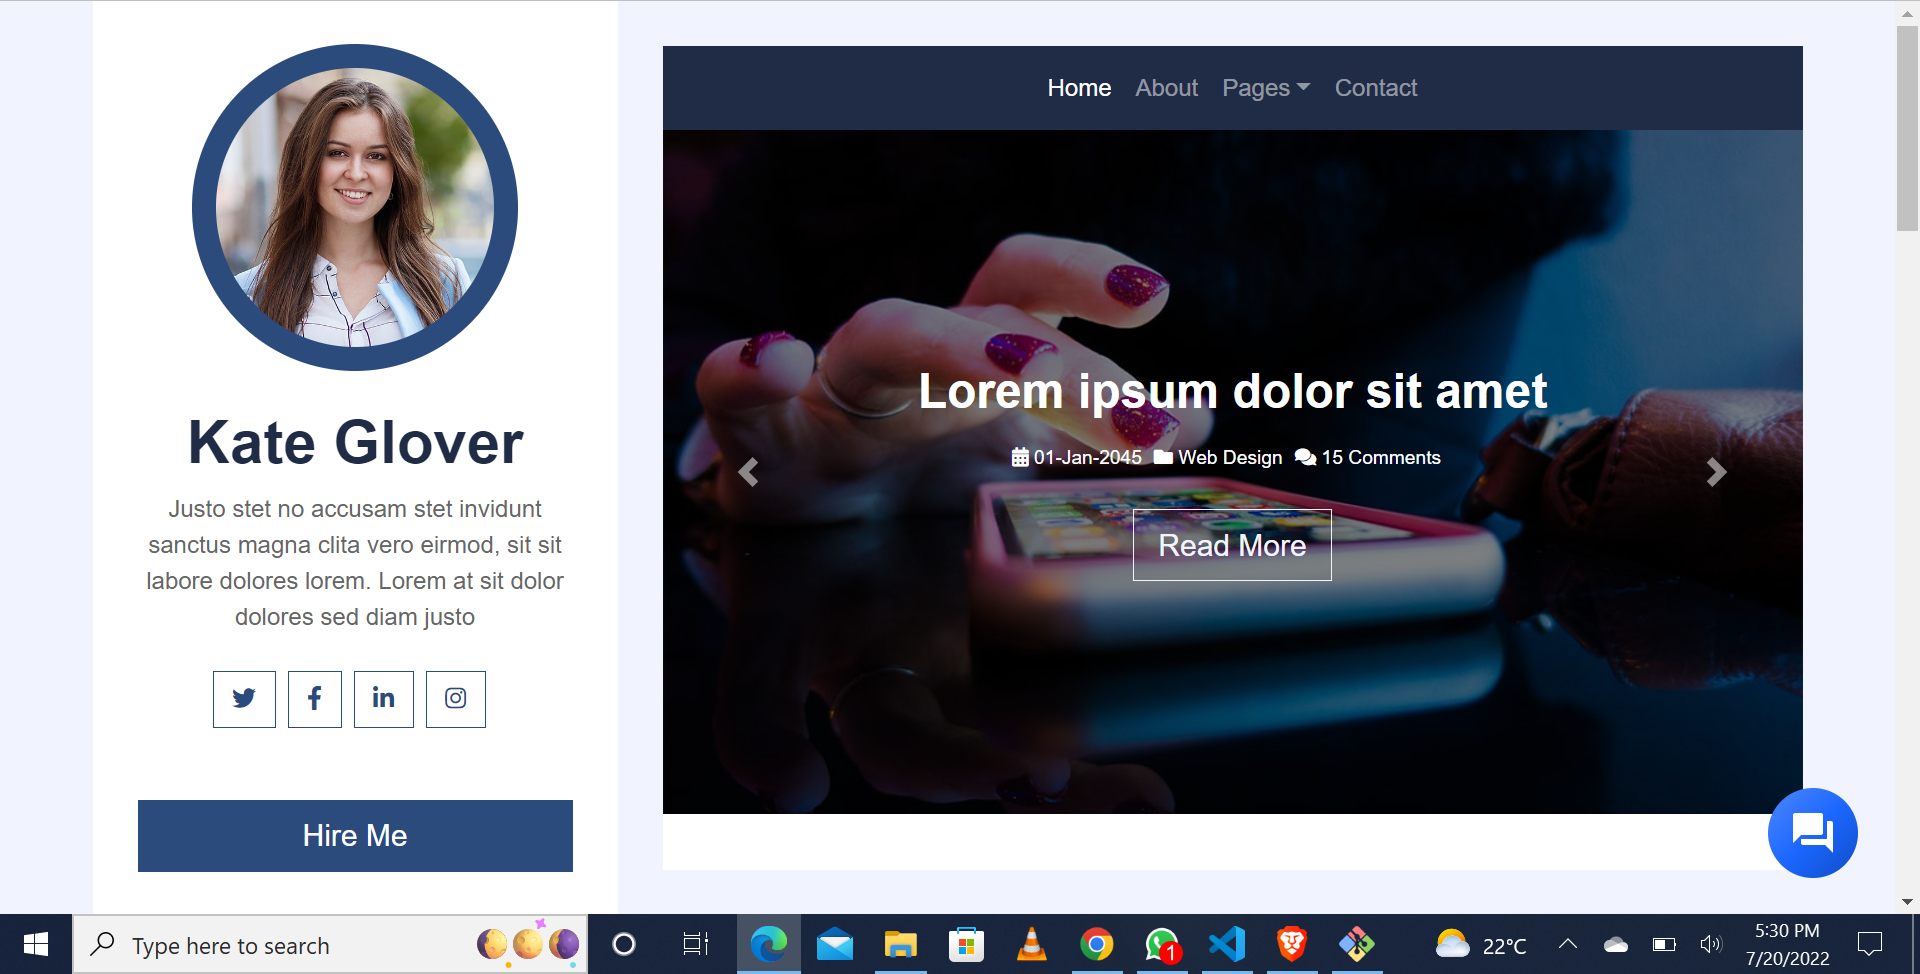 Home About Pages Contact
Kate Glover
Justo stet no accusam stet invidunt
sanctus magna clita vero eirmod, sit sit
labore dolores lorem. Lorem at sit dolor
dolores sed diam justo
Hire Me
Lorem ipsum dolor sit amet
01-Jan-2045 Web Design 15 Comments
Read More
Type here to search
1
22°C
5:30 PM
7/20/2022